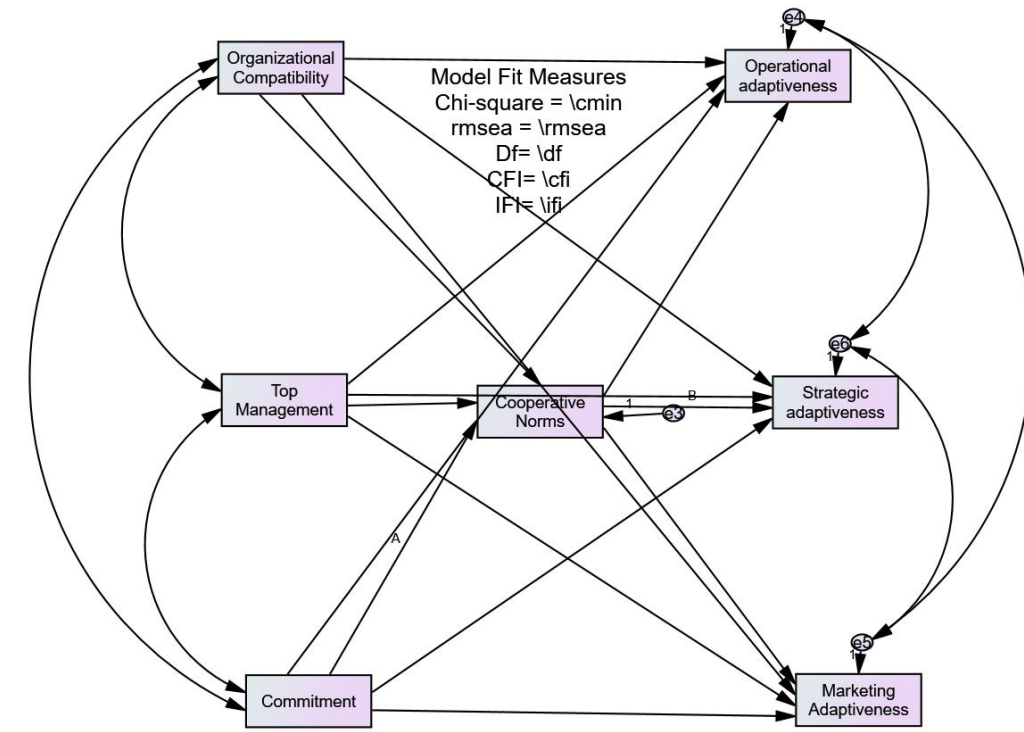 e4
1
Organizational
Compatibility
Operational
adaptiveness
Model Fit Measures
Chi-square = \cmin
rmsea = \rmsea
Df= \df
CFI= \cfi
IFI= \ifi
e6
1
Top
Management
Cooperative
Norms
1
e3
B
Strategic
adaptiveness
A
e5
1
Commitment
Marketing
Adaptiveness